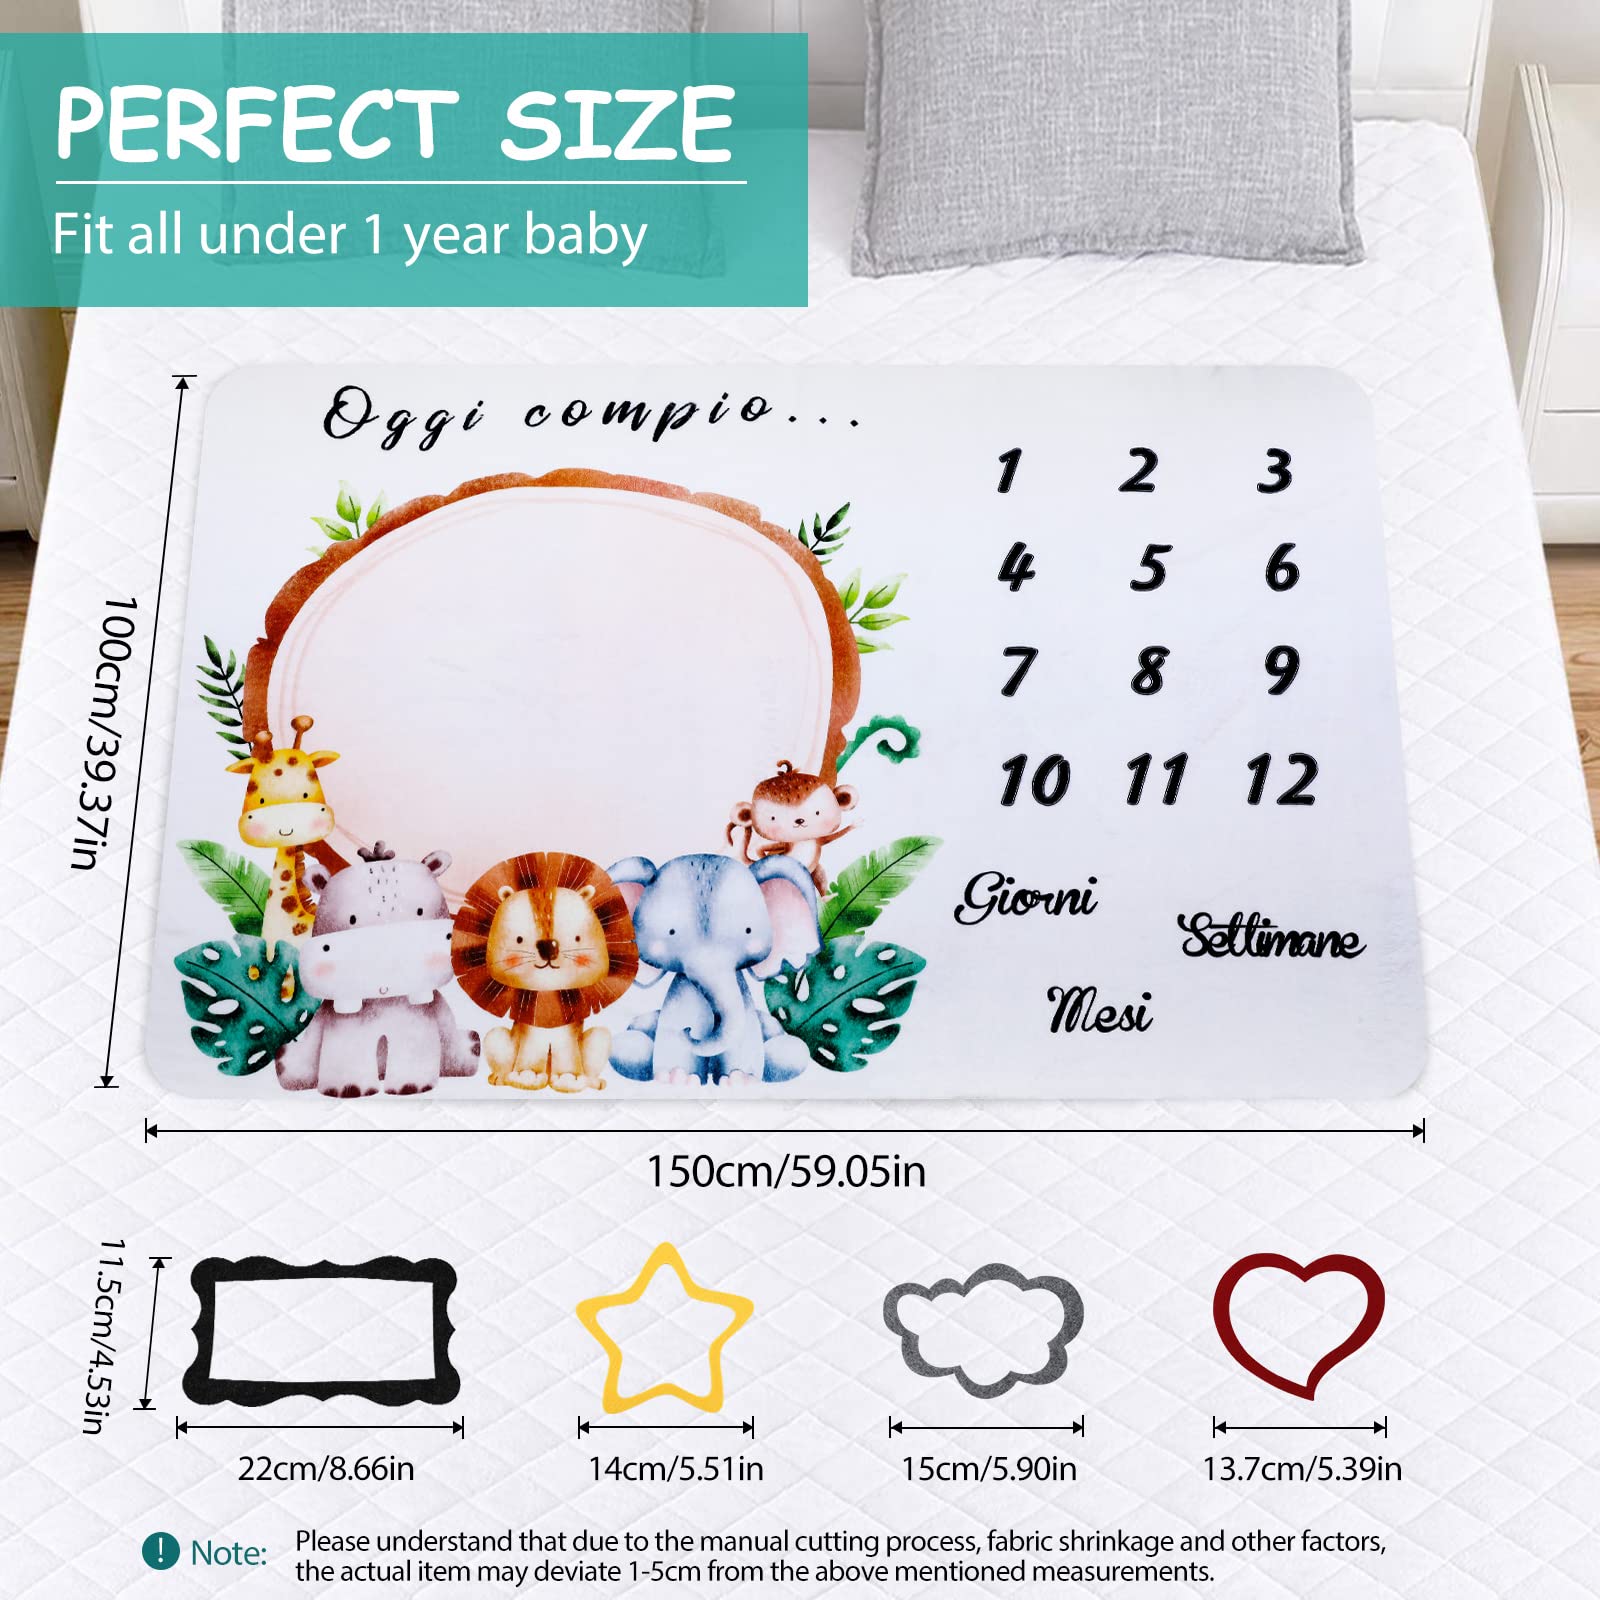 PERFECT SIZE
Fit all under 1 year baby
Oggi compio...
1 2 3
4 5 6
7 8 9
10 11 12
Giorni
Settimane
Mesi
100cm/39.37in
150cm/59.05in
11.5cm/4.53in
22cm/8.66in
14cm/5.51in
15cm/5.90in
13.7cm/5.39in
! Note: Please understand that due to the manual cutting process, fabric shrinkage and other factors,
the actual item may deviate 1-5cm from the above mentioned measurements.